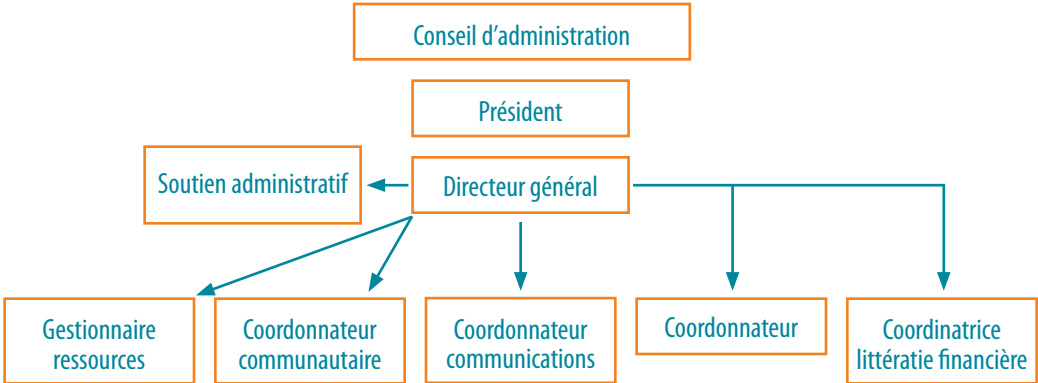 Conseil d'administration
Président
Soutien administratif
Directeur général
Gestionnaire
ressources
Coordonnateur
communautaire
Coordonnateur
communications
Coordonnateur
Coordinatrice
littératie financière